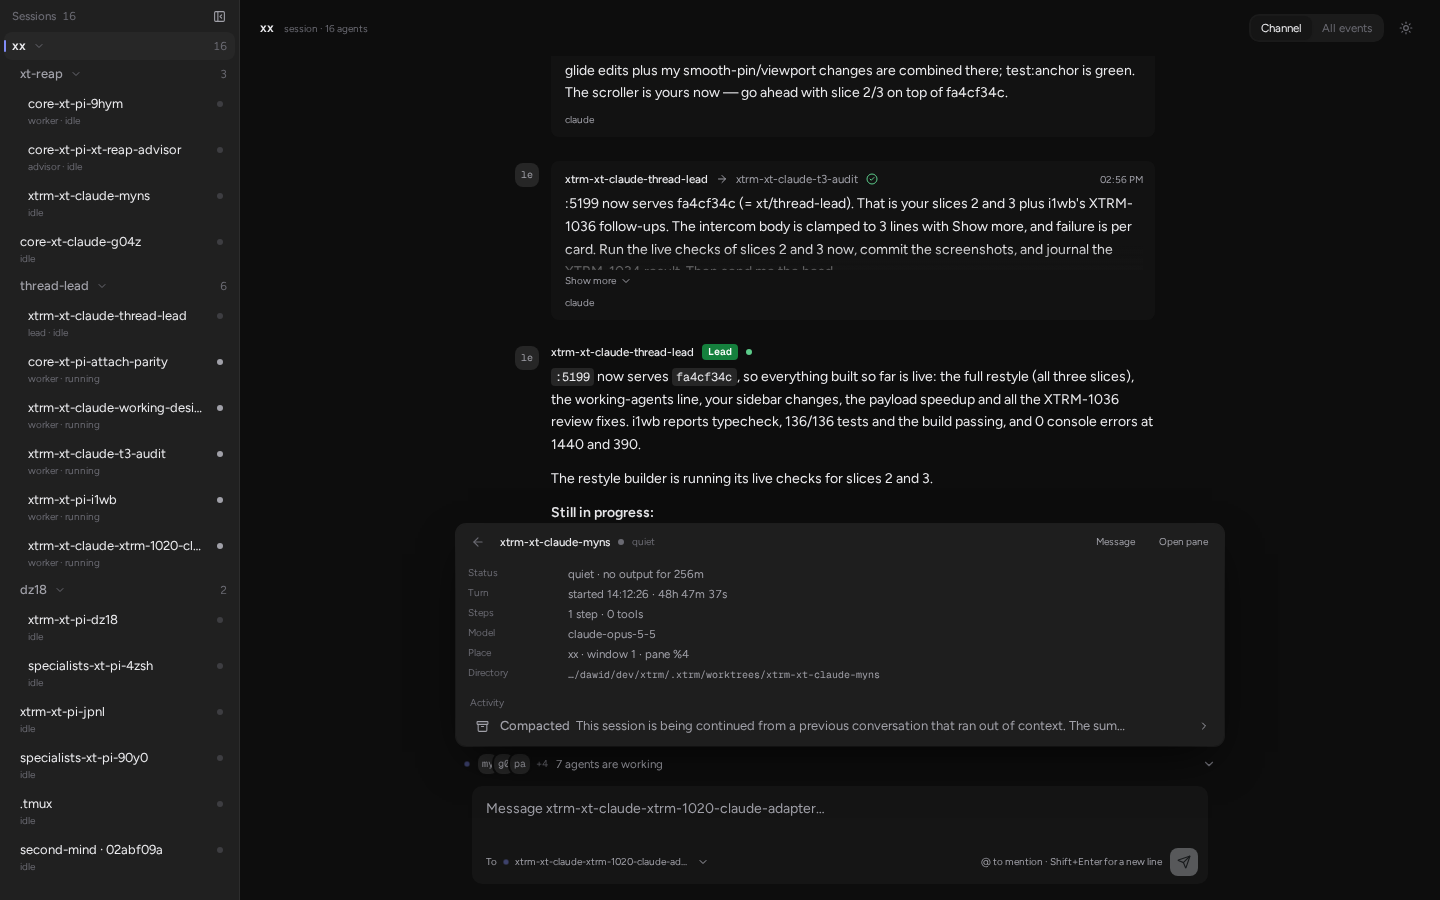 Sessions 16
xx 16
xt-reap 3
core-xt-pi-9hym
worker · idle
core-xt-pi-xt-reap-advisor
advisor · idle
xtrm-xt-claude-myns
idle
core-xt-claude-g04z
idle
thread-lead 6
xtrm-xt-claude-thread-lead
lead · idle
core-xt-pi-attach-parity
worker · running
xtrm-xt-claude-working-desi...
worker · running
xtrm-xt-claude-t3-audit
worker · running
xtrm-xt-pi-i1wb
worker · running
xtrm-xt-claude-xtrm-1020-cl...
worker · running
dz18 2
xtrm-xt-pi-dz18
idle
specialists-xt-pi-4zsh
idle
xtrm-xt-pi-jpnl
idle
specialists-xt-pi-90y0
idle
.tmux
idle
second-mind · 02abf09a
idle
xx session · 16 agents
Channel All events
glide edits plus my smooth-pin/viewport changes are combined there; test:anchor is green.
The scroller is yours now — go ahead with slice 2/3 on top of fa4cf34c.
claude
le
xtrm-xt-claude-thread-lead → xtrm-xt-claude-t3-audit 02:56 PM
:5199 now serves fa4cf34c (= xt/thread-lead). That is your slices 2 and 3 plus i1wb's XTRM-
1036 follow-ups. The intercom body is clamped to 3 lines with Show more, and failure is per
card. Run the live checks of slices 2 and 3 now, commit the screenshots, and journal the
XTRM-1034 result. Then send me the head.
Show more
claude
le
xtrm-xt-claude-thread-lead Lead
:5199 now serves fa4cf34c, so everything built so far is live: the full restyle (all three slices),
the working-agents line, your sidebar changes, the payload speedup and all the XTRM-1036
review fixes. i1wb reports typecheck, 136/136 tests and the build passing, and 0 console errors at
1440 and 390.
The restyle builder is running its live checks for slices 2 and 3.
Still in progress:
← xtrm-xt-claude-myns quiet Message Open pane
Status quiet · no output for 256m
Turn started 14:12:26 · 48h 47m 37s
Steps 1 step · 0 tools
Model claude-opus-5-5
Place xx · window 1 · pane %4
Directory …/dawid/dev/xtrm/.xtrm/worktrees/xtrm-xt-claude-myns
Activity
Compacted This session is being continued from a previous conversation that ran out of context. The sum...
my g0 pa +4 7 agents are working
Message xtrm-xt-claude-xtrm-1020-claude-adapter...
To xtrm-xt-claude-xtrm-1020-claude-ad... @ to mention · Shift+Enter for a new line